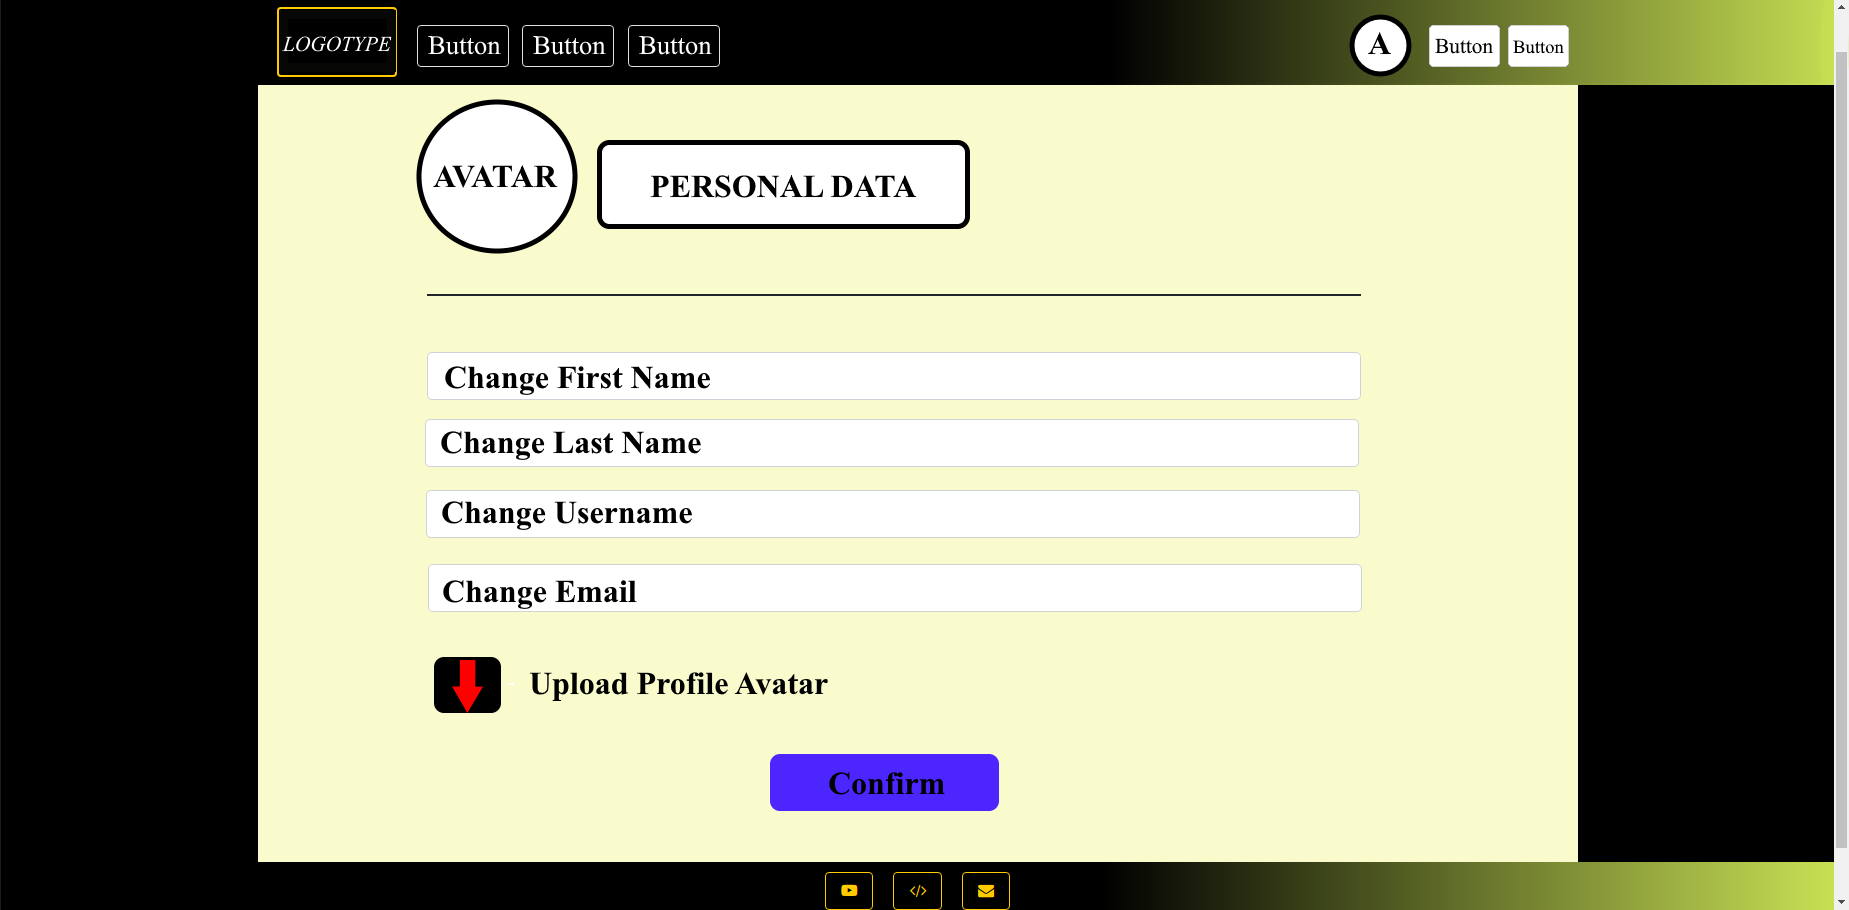 LOGOTYPE Button Button Button A Button Button
AVATAR
PERSONAL DATA
Change First Name
Change Last Name
Change Username
Change Email
Upload Profile Avatar
Confirm